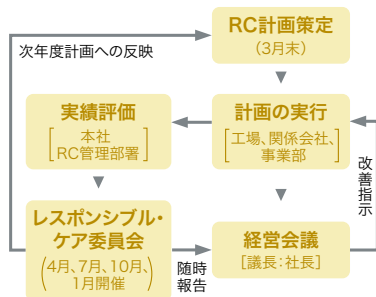 RC計画策定
（3月末）
次年度計画への反映
実績評価
本社
RC管理部署
計画の実行
工場、関係会社、
事業部
改善指示
レスポンシブル・
ケア委員会
（4月、7月、10月、
1月開催）
随時
報告
経営会議
［議長：社長］